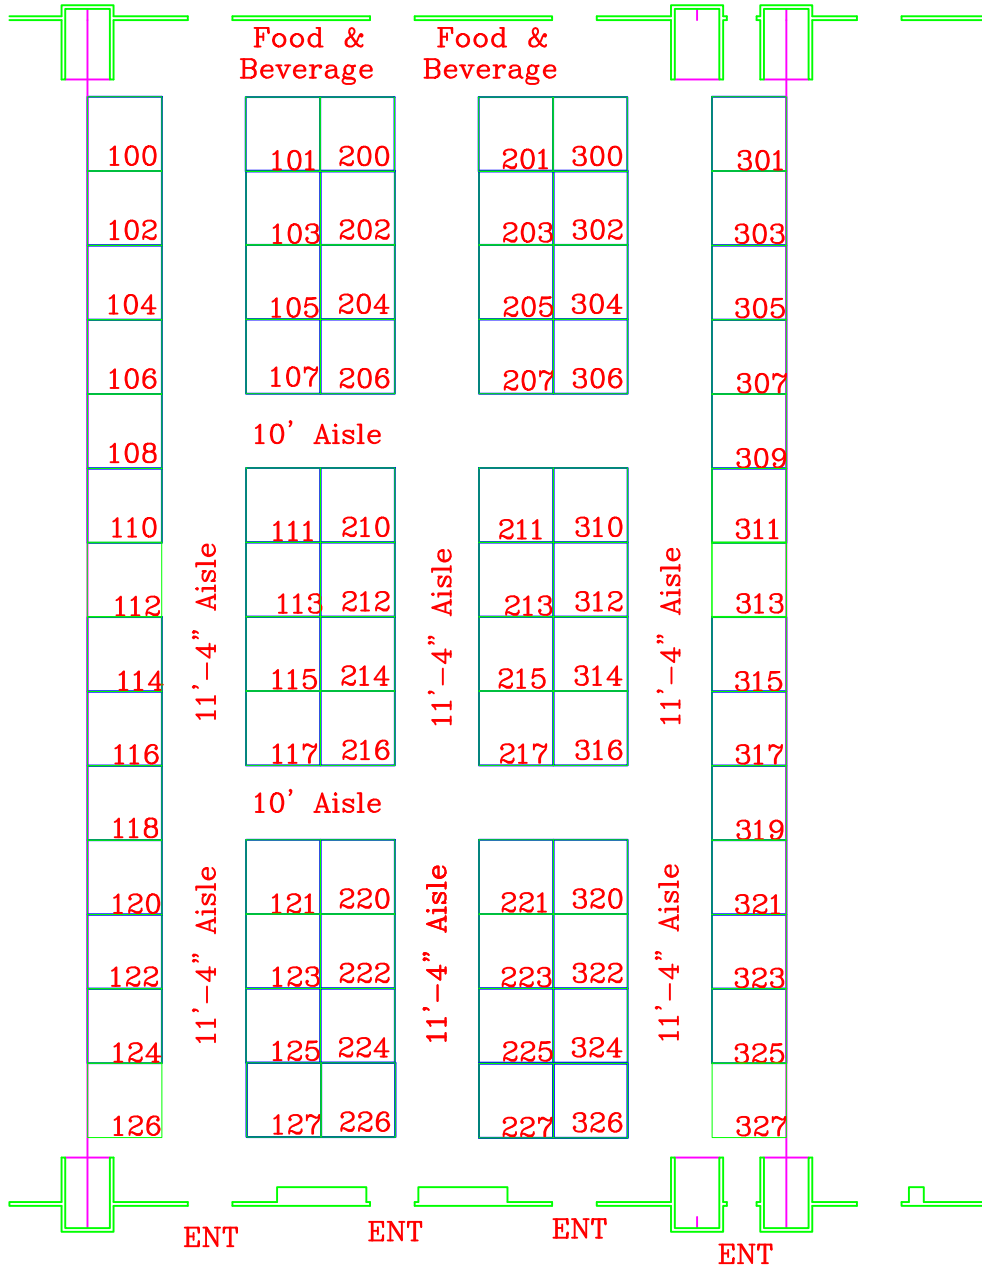 Food & Food &
Beverage Beverage
100 101 200 201 300 301
102 103 202 203 302 303
104 105 204 205 304 305
106 107 206 207 306 307
10' Aisle
108 309
110 111 210 211 310 311
112 113 212 213 312 313
114 115 214 215 314 315
116 117 216 217 316 317
11'-4" Aisle 11'-4" Aisle 11'-4" Aisle
10' Aisle
118 319
120 121 220 221 320 321
122 123 222 223 322 323
124 125 224 225 324 325
126 127 226 227 326 327
11'-4" Aisle 11'-4" Aisle 11'-4" Aisle
ENT ENT ENT ENT